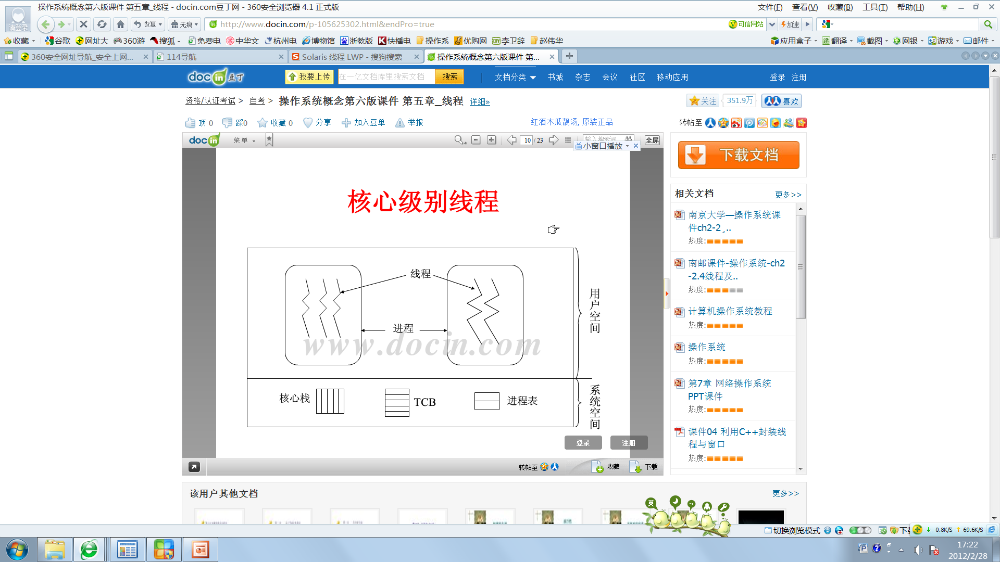 操作系统概念第六版课件 第五章_线程 - docin.com豆丁网 - 360安全浏览器 4.1 正式版
文件(F) 查看(V) 收藏(B) 工具(T) 帮助(H)
请登录
恢复 无痕
http://www.docin.com/p-105625302.html&endPro=true
可信网站 加速
收藏 谷歌 网址大 360游 搜狐 - 免费电 中华文 杭州电 博物馆 浙教版 快播电 操作系 优购网 李卫辞 赵伟华
应用盒子 翻译 截图 网银 游戏 邮件
360安全网址导航_安全上网... 114导航 Solaris 线程 LWP - 搜狗搜索 操作系统概念第六版课件 第...
docin 豆丁
我要上传 在一亿文档库里搜索文档 搜索
文档分类 书城 杂志 会议 社区 移动应用
登录 注册
资格/认证考试 > 自考 > 操作系统概念第六版课件 第五章_线程 详细»
关注 351.9万 喜欢
顶 0 踩0 收藏 0 分享 加入豆单 举报
红酒木瓜靓汤, 原装正品
转帖至
docin 菜单
10 / 23
输入搜索词
全屏
小窗口播放
核心级别线程
线程
进程
用户空间
www.docin.com
核心栈
TCB
进程表
系统空间
登录 注册
转帖至 收藏 下载
下载文档
相关文档 更多>>
南京大学—操作系统课
件ch2-2¸..
热度:
南邮课件-操作系统-ch2
-2.4线程及..
热度:
计算机操作系统教程
热度:
操作系统
热度:
第7章 网络操作系统
PPT课件
热度:
课件04 利用C++封装线
程与窗口
热度:
该用户其他文档 更多>>
英
切换浏览模式 下载 0.8K/S 69.6K/S
17:22
2012/2/28